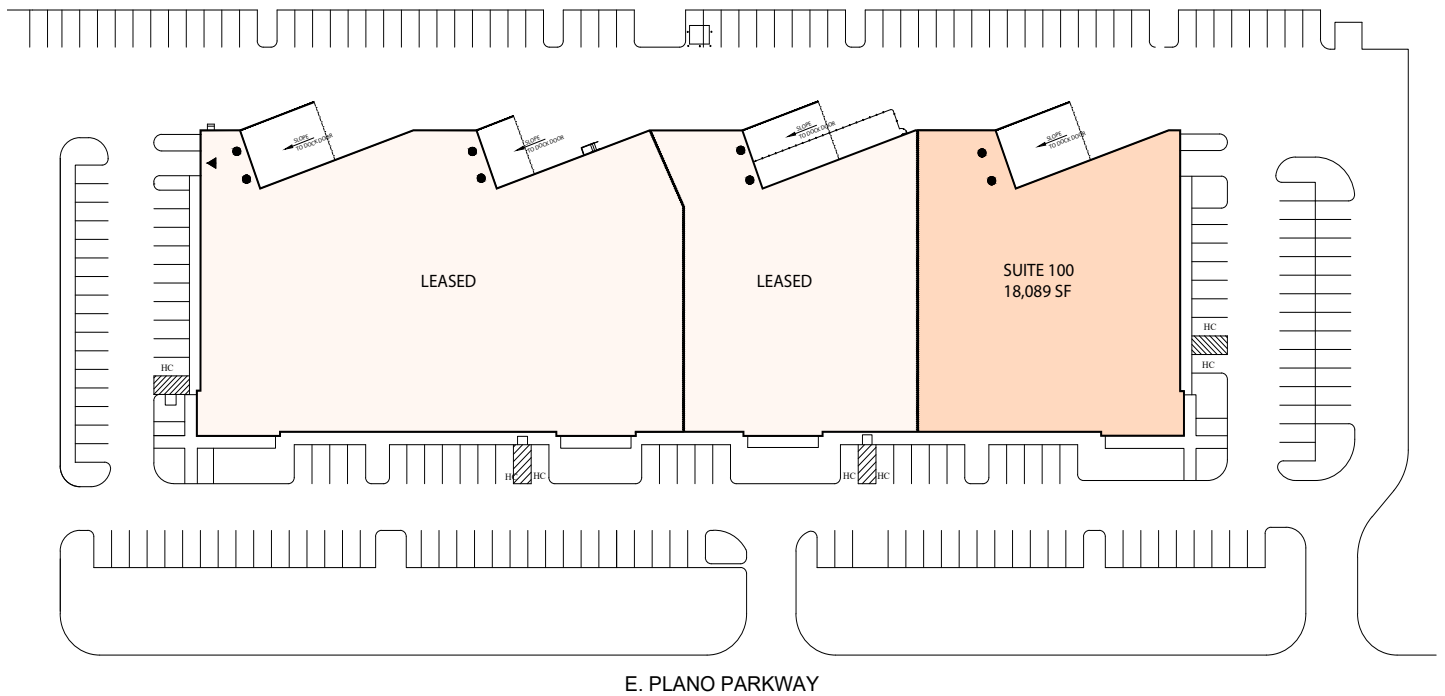 SLOPE
TO DOCK DOOR
SLOPE
TO DOCK DOOR
SLOPE
TO DOCK DOOR
SLOPE
TO DOCK DOOR
LEASED
LEASED
SUITE 100
18,089 SF
HC
HC
HC
HC
HC
HC
HC
E. PLANO PARKWAY